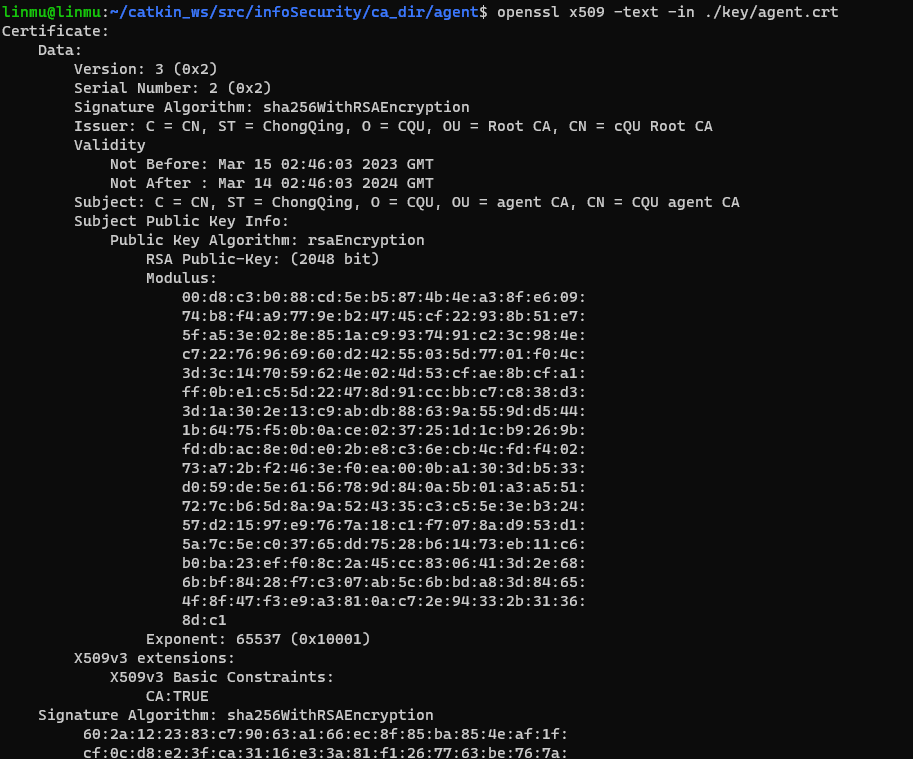 linmu@linmu:~/catkin_ws/src/infoSecurity/ca_dir/agent$ openssl x509 -text -in ./key/agent.crt
Certificate:
    Data:
        Version: 3 (0x2)
        Serial Number: 2 (0x2)
        Signature Algorithm: sha256WithRSAEncryption
        Issuer: C = CN, ST = ChongQing, O = CQU, OU = Root CA, CN = cQU Root CA
        Validity
            Not Before: Mar 15 02:46:03 2023 GMT
            Not After : Mar 14 02:46:03 2024 GMT
        Subject: C = CN, ST = ChongQing, O = CQU, OU = agent CA, CN = CQU agent CA
        Subject Public Key Info:
            Public Key Algorithm: rsaEncryption
                RSA Public-Key: (2048 bit)
                Modulus:
                    00:d8:c3:b0:88:cd:5e:b5:87:4b:4e:a3:8f:e6:09:
                    74:b8:f4:a9:77:9e:b2:47:45:cf:22:93:8b:51:e7:
                    5f:a5:3e:02:8e:85:1a:c9:93:74:91:c2:3c:98:4e:
                    c7:22:76:96:69:60:d2:42:55:03:5d:77:01:f0:4c:
                    3d:3c:14:70:59:62:4e:02:4d:53:cf:ae:8b:cf:a1:
                    ff:0b:e1:c5:5d:22:47:8d:91:cc:bb:c7:c8:38:d3:
                    3d:1a:30:2e:13:c9:ab:db:88:63:9a:55:9d:d5:44:
                    1b:64:75:f5:0b:0a:ce:02:37:25:1d:1c:b9:26:9b:
                    fd:db:ac:8e:0d:e0:2b:e8:c3:6e:cb:4c:fd:f4:02:
                    73:a7:2b:f2:46:3e:f0:ea:00:0b:a1:30:3d:b5:33:
                    d0:59:de:5e:61:56:78:9d:84:0a:5b:01:a3:a5:51:
                    72:7c:b6:5d:8a:9a:52:43:35:c3:c5:5e:3e:b3:24:
                    57:d2:15:97:e9:76:7a:18:c1:f7:07:8a:d9:53:d1:
                    5a:7c:5e:c0:37:65:dd:75:28:b6:14:73:eb:11:c6:
                    b0:ba:23:ef:f0:8c:2a:45:cc:83:06:41:3d:2e:68:
                    6b:bf:84:28:f7:c3:07:ab:5c:6b:bd:a8:3d:84:65:
                    4f:8f:47:f3:e9:a3:81:0a:c7:2e:94:33:2b:31:36:
                    8d:c1
                Exponent: 65537 (0x10001)
        X509v3 extensions:
            X509v3 Basic Constraints:
                CA:TRUE
    Signature Algorithm: sha256WithRSAEncryption
         60:2a:12:23:83:c7:90:63:a1:66:ec:8f:85:ba:85:4e:af:1f:
         cf:0c:d8:e2:3f:ca:31:16:e3:3a:81:f1:26:77:63:be:76:7a: